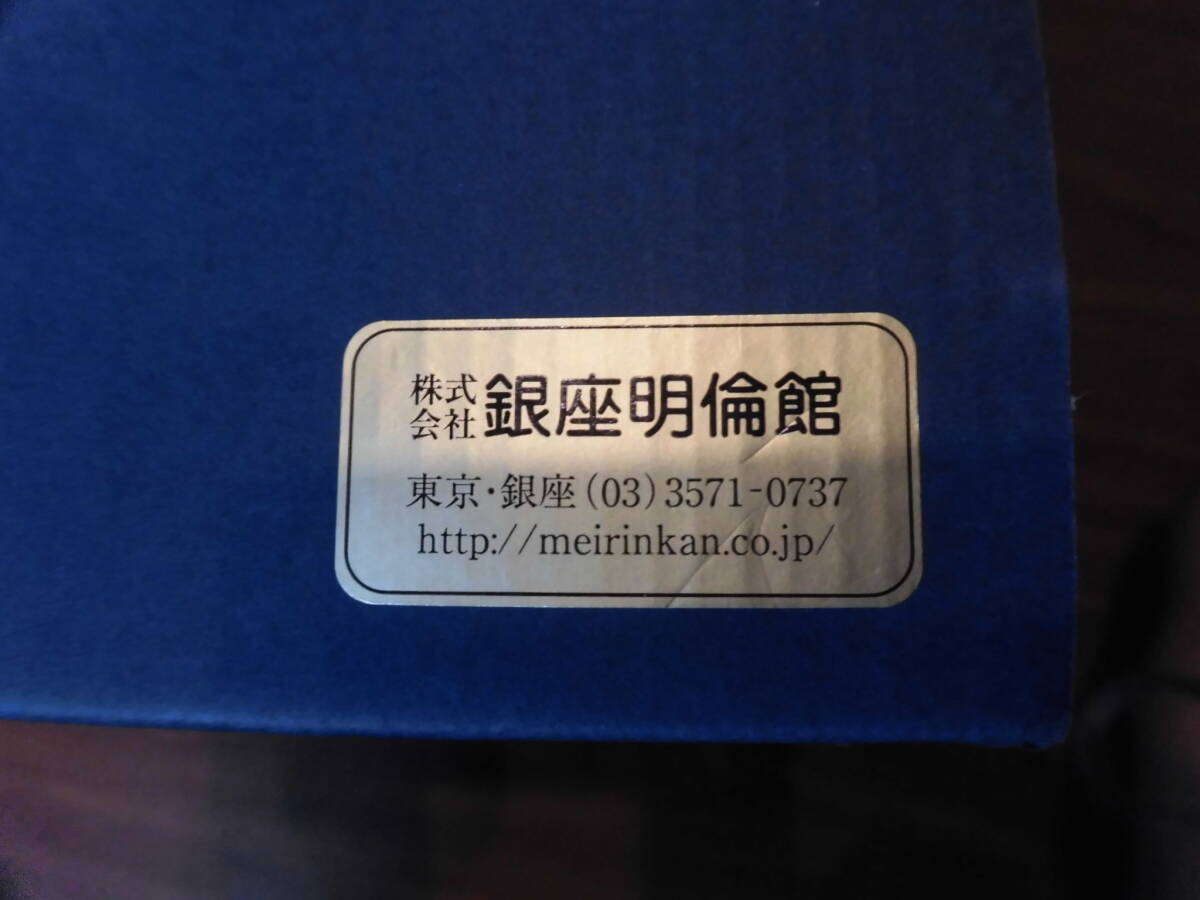 株式会社 銀座明倫館
東京・銀座(03)3571-0737
http://meirinkan.co.jp/